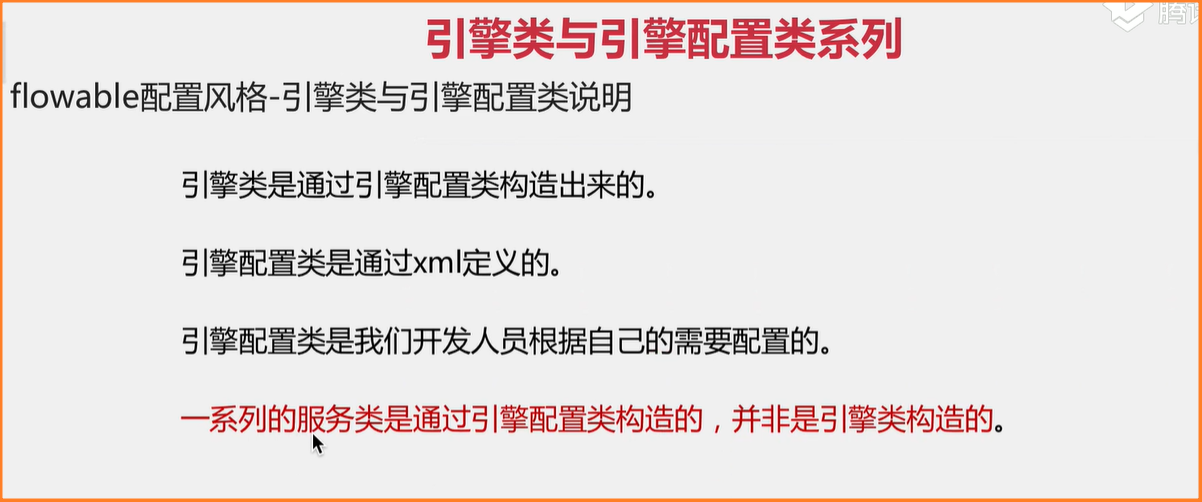 引擎类与引擎配置类系列
flowable配置风格-引擎类与引擎配置类说明
引擎类是通过引擎配置类构造出来的。
引擎配置类是通过xml定义的。
引擎配置类是我们开发人员根据自己的需要配置的。
一系列的服务类是通过引擎配置类构造的，并非是引擎类构造的。